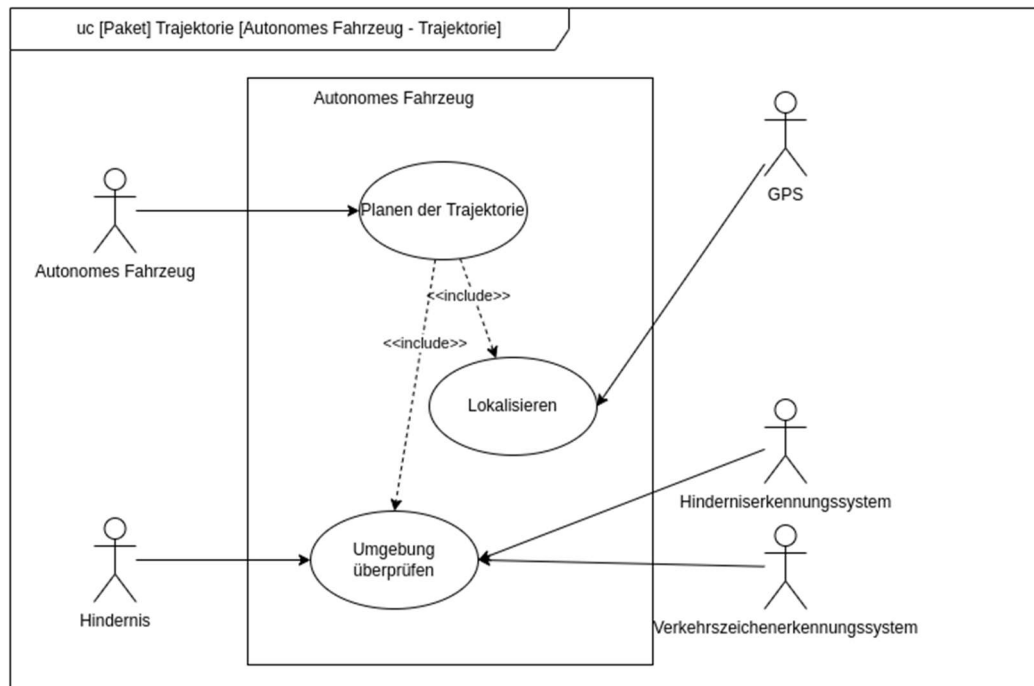 uc [Paket] Trajektorie [Autonomes Fahrzeug - Trajektorie]
Autonomes Fahrzeug
Planen der Trajektorie
GPS
Autonomes Fahrzeug
<<include>>
<<include>>
Lokalisieren
Hinderniserkennungssystem
Umgebung
überprüfen
Hindernis
Verkehrszeichenerkennungssystem